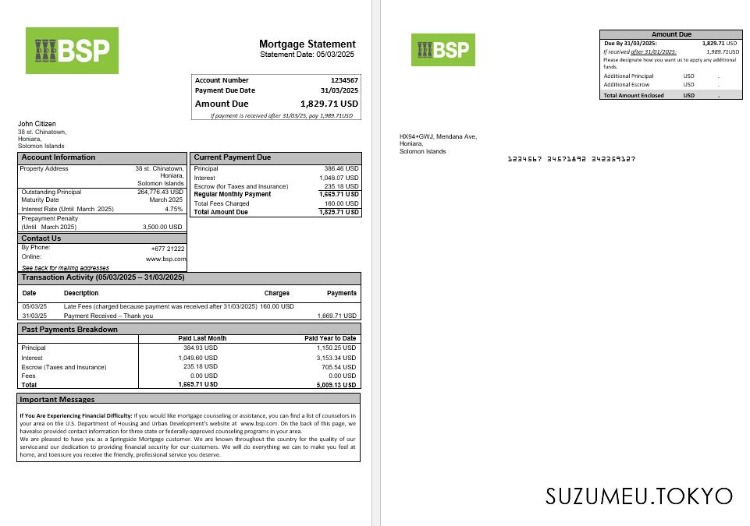 BSP
Mortgage Statement
Statement Date: 05/03/2025
Account Number 1234567
Payment Due Date 31/03/2025
Amount Due 1,829.71 USD
If payment is received after 31/03/25, pay 1,989.71USD
John Citizen
38 st. Chinatown,
Honiara,
Solomon Islands
Account Information
Property Address 38 st. Chinatown,
Honiara,
Solomon Islands
Outstanding Principal 264,776.43 USD
Maturity Date March 2025
Interest Rate (Until March 2025) 4.75%
Prepayment Penalty
(Until March 2025) 3,500.00 USD
Contact Us
By Phone: +677 21222
Online: www.bsp.com
See back for mailing addresses
Current Payment Due
Principal 386.46 USD
Interest 1,048.07 USD
Escrow (for Taxes and Insurance) 235.18 USD
Regular Monthly Payment 1,669.71 USD
Total Fees Charged 160.00 USD
Total Amount Due 1,829.71 USD
Transaction Activity (05/03/2025 – 31/03/2025)
Date Description Charges Payments
05/03/25 Late Fees (charged because payment was received after 31/03/2025) 160.00 USD
31/03/25 Payment Received – Thank you 1,669.71 USD
Past Payments Breakdown
Paid Last Month Paid Year to Date
Principal 384.93 USD 1,150.25 USD
Interest 1,049.60 USD 3,153.34 USD
Escrow (Taxes and Insurance) 235.18 USD 705.54 USD
Fees 0.00 USD 0.00 USD
Total 1,669.71 USD 5,009.13 USD
Important Messages
If You Are Experiencing Financial Difficulty: If you would like mortgage counseling or assistance, you can find a list of counselors in
your area on the U.S. Department of Housing and Urban Development's website at www.bsp.com. On the back of this page, we
have also provided contact information for three state or federally-approved counseling programs in your area.
We are pleased to have you as a Springside Mortgage customer. We are known throughout the county for the quality of our
service and our dedication to providing financial security for our customers. We will do everything we can to make you feel at
home, and to ensure you receive the friendly, professional service you deserve.
BSP
Amount Due
Due By 31/03/2025: 1,829.71 USD
If received after 31/03/2025: 1,989.71USD
Please designate how you want us to apply any additional
funds.
Additional Principal USD .
Additional Escrow USD .
Total Amount Enclosed USD .
HX94+GWJ, Mendana Ave,
Honiara,
Solomon Islands
1234567 34571892 342359127
SUZUMEU.TOKYO